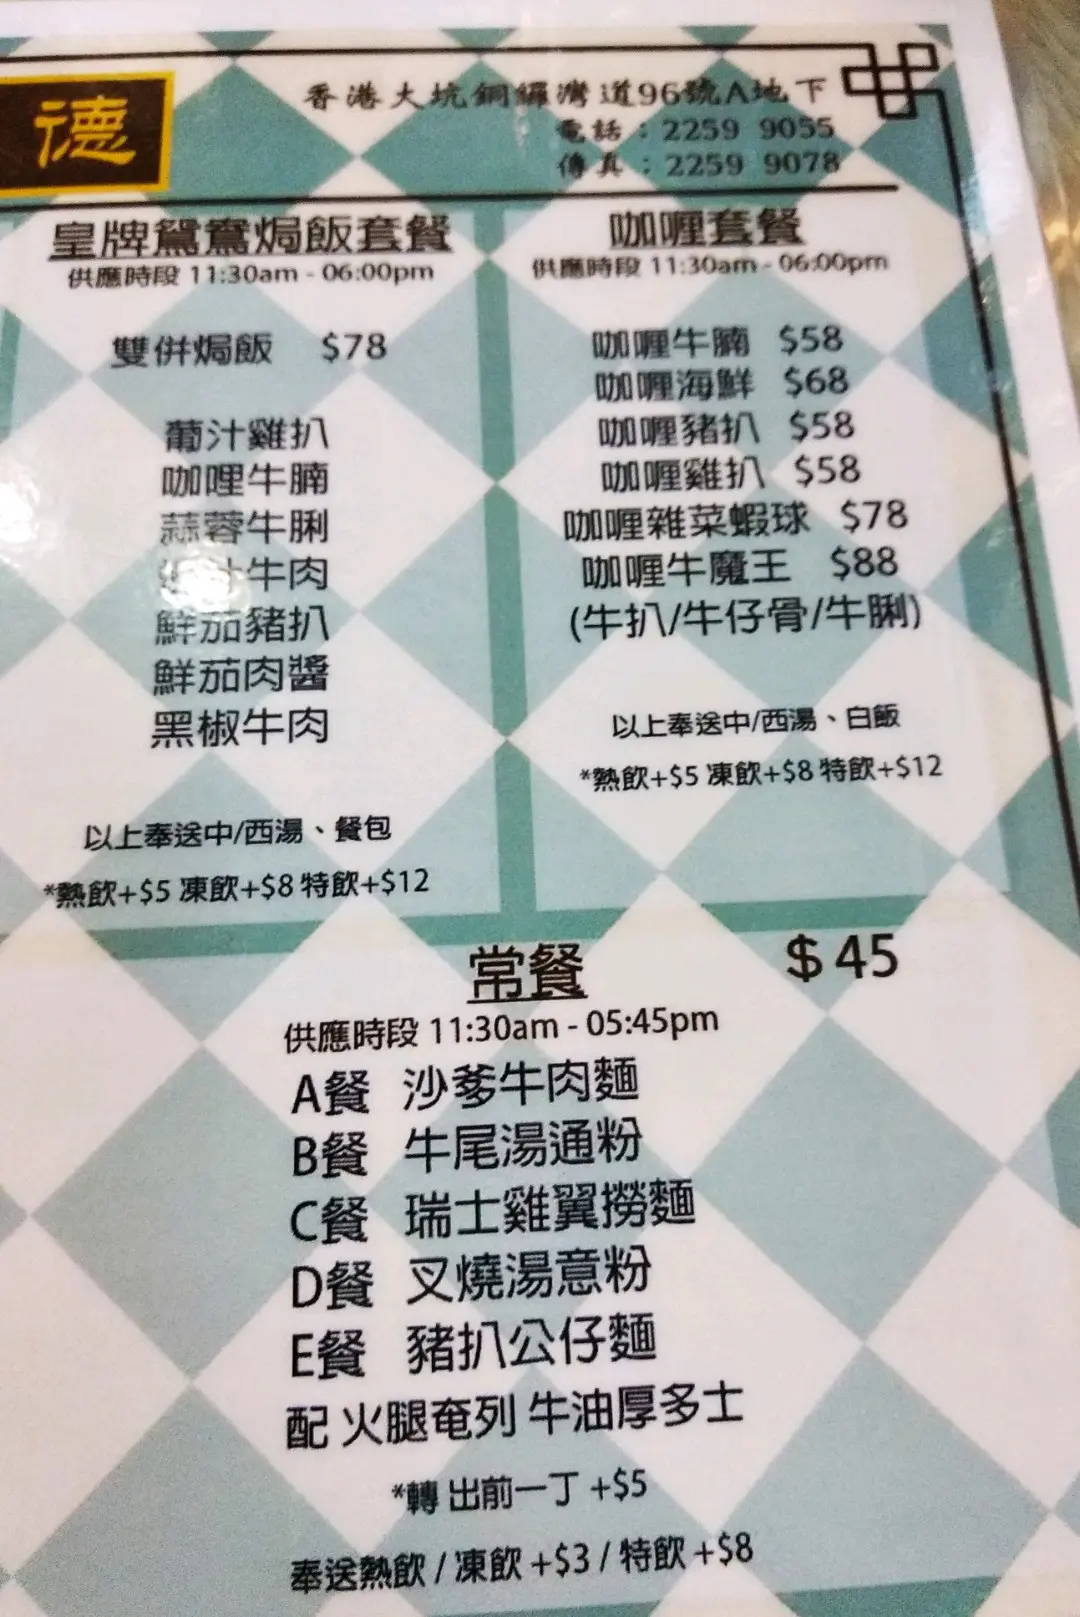 德
香港大坑銅鑼灣道96號A地下
電話：2259 9055
傳真：2259 9078
皇牌鴛鴦焗飯套餐
供應時段 11:30am - 06:00pm
雙併焗飯 $78
葡汁雞扒
咖哩牛腩
蒜蓉牛脷
汁牛肉
鮮茄豬扒
鮮茄肉醬
黑椒牛肉
以上奉送中/西湯、餐包
*熱飲+$5 凍飲+$8 特飲+$12
咖喱套餐
供應時段 11:30am - 06:00pm
咖喱牛腩 $58
咖喱海鮮 $68
咖喱豬扒 $58
咖喱雞扒 $58
咖喱雜菜蝦球 $78
咖喱牛魔王 $88
(牛扒/牛仔骨/牛脷)
以上奉送中/西湯、白飯
*熱飲+$5 凍飲+$8 特飲+$12
常餐 $45
供應時段 11:30am - 05:45pm
A餐 沙爹牛肉麵
B餐 牛尾湯通粉
C餐 瑞士雞翼撈麵
D餐 叉燒湯意粉
E餐 豬扒公仔麵
配 火腿奄列 牛油厚多士
*轉 出前一丁 +$5
奉送熱飲 / 凍飲 +$3 / 特飲 +$8